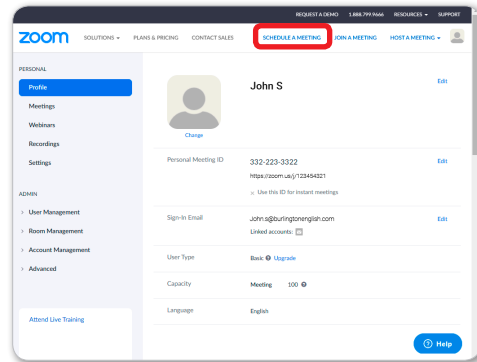 REQUEST A DEMO 1.888.799.9666 RESOURCES SUPPORT
zoom SOLUTIONS PLANS & PRICING CONTACT SALES SCHEDULE A MEETING JOIN A MEETING HOST A MEETING
PERSONAL
Profile
Meetings
Webinars
Recordings
Settings
ADMIN
User Management
Room Management
Account Management
Advanced
Attend Live Training
Change
John S Edit
Personal Meeting ID 332-223-3322 Edit
https://zoom.us/j/123454321
Use this ID for instant meetings
Sign-In Email John.s@burlingtonenglish.com Edit
Linked accounts:
User Type Basic Upgrade
Capacity Meeting 100
Language English
Help